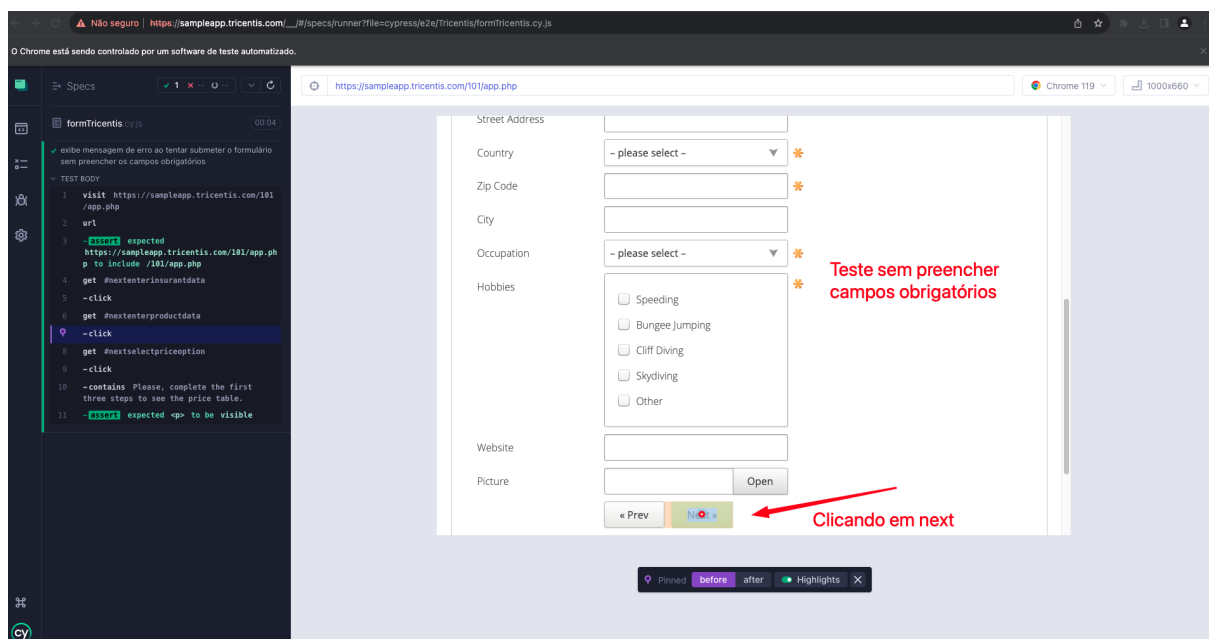 Não seguro | https://sampleapp.tricentis.com/__/#/specs/runner?file=cypress/e2e/Tricentis/formTricentis.cy.js
O Chrome está sendo controlado por um software de teste automatizado.
Specs
1
--
--
https://sampleapp.tricentis.com/101/app.php
Chrome 119
1000x660
formTricentis.cy.js
00:04
exibe mensagem de erro ao tentar submeter o formulário
sem preencher os campos obrigatórios
TEST BODY
1 visit https://sampleapp.tricentis.com/101
/app.php
2 url
3 -assert expected
https://sampleapp.tricentis.com/101/app.ph
p to include /101/app.php
4 get #nextenterinsurantdata
5 -click
6 get #nextenterproductdata
-click
8 get #nextselectpriceoption
9 -click
10 -contains Please, complete the first
three steps to see the price table.
11 -assert expected <p> to be visible
Street Address
Country
– please select –
Zip Code
City
Occupation
– please select –
Hobbies
Speeding
Bungee Jumping
Cliff Diving
Skydiving
Other
Teste sem preencher
campos obrigatórios
Website
Picture
Open
« Prev
Next »
Clicando em next
Pinned before after Highlights
cy